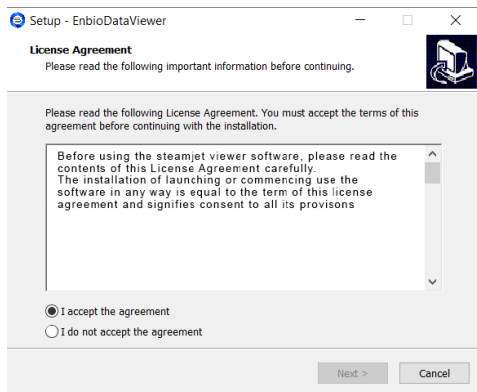 Setup - EnbioDataViewer
License Agreement
Please read the following important information before continuing.
Please read the following License Agreement. You must accept the terms of this
agreement before continuing with the installation.
Before using the steamjet viewer software, please read the
contents of this License Agreement carefully.
The installation of launching or commencing use the
software in any way is equal to the term of this license
agreement and signifies consent to all its provisons
I accept the agreement
I do not accept the agreement
Next >
Cancel